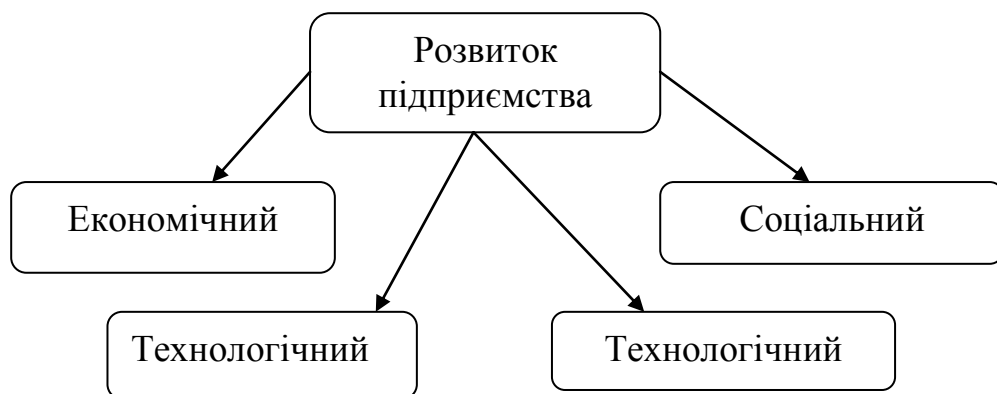 Розвиток
підприємства
Економічний
Соціальний
Технологічний
Технологічний